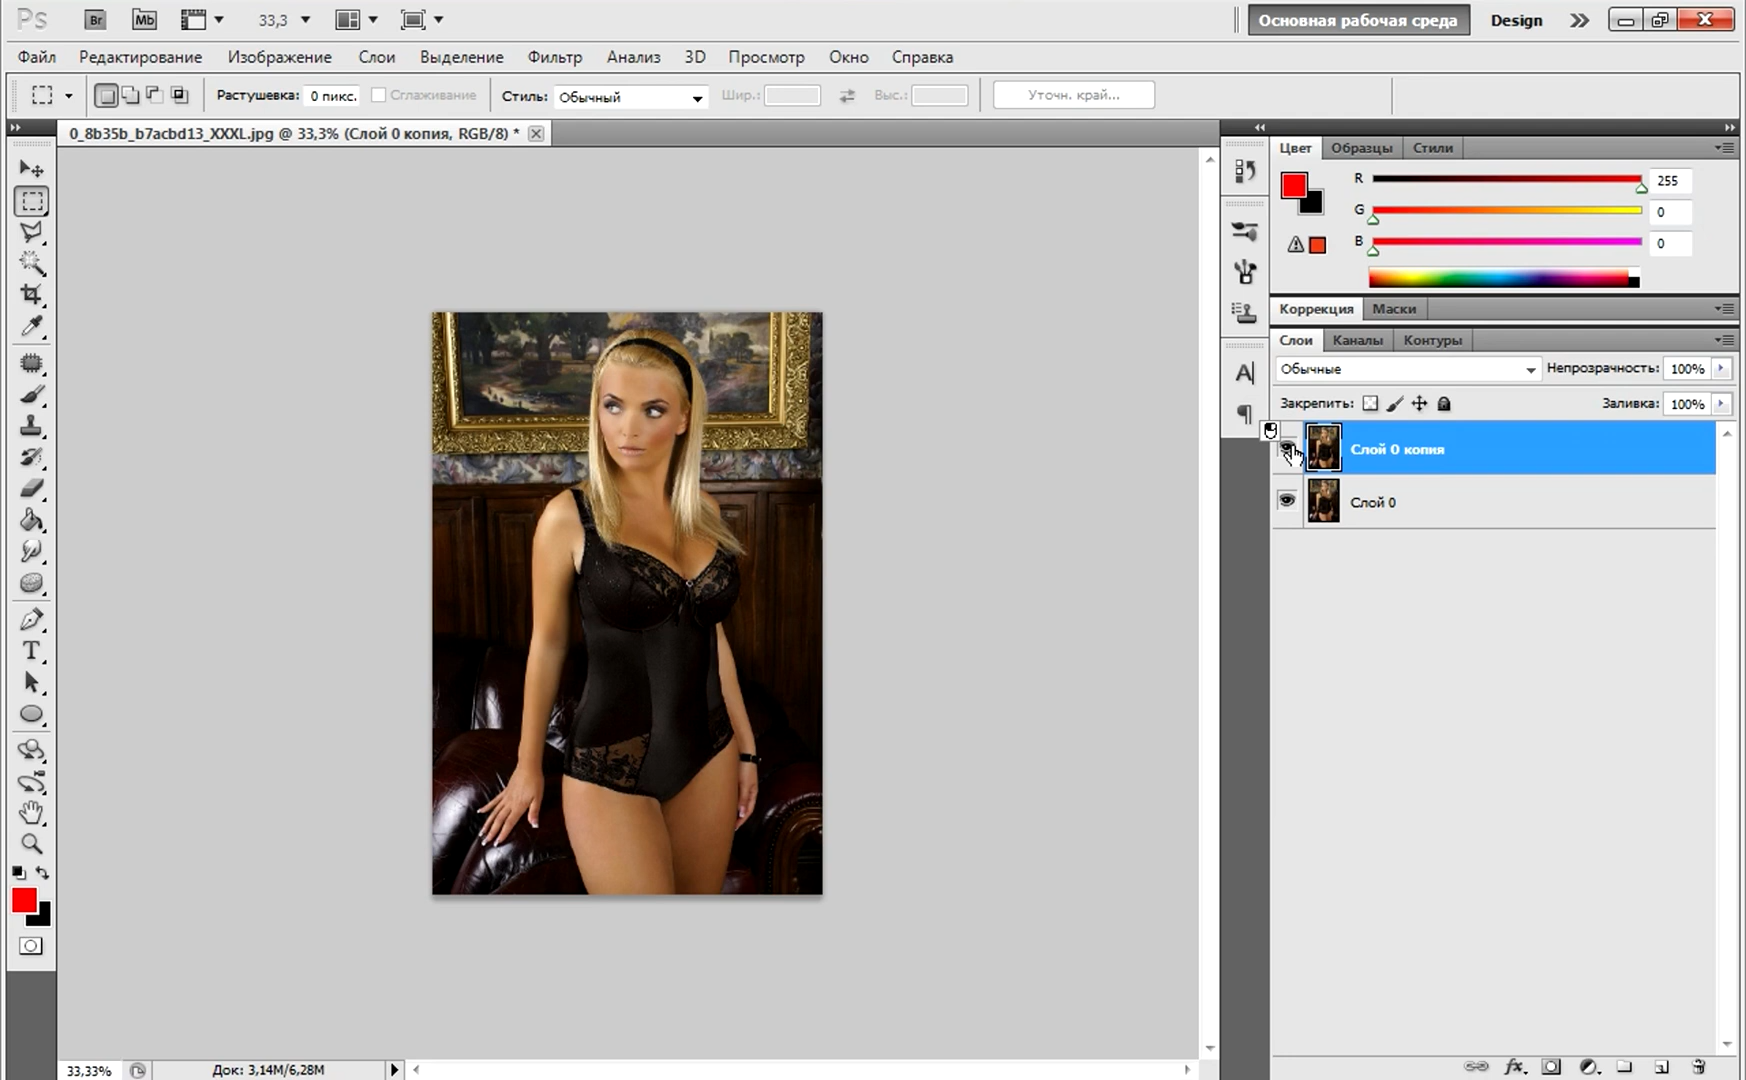 Ps Br Mb 33,3 Основная рабочая среда Design
Файл Редактирование Изображение Слои Выделение Фильтр Анализ 3D Просмотр Окно Справка
Растушевка: 0 пикс. Сглаживание Стиль: Обычный Шир.: Выс.: Уточн. край...
0_8b35b_b7acbd13_XXXL.jpg @ 33,3% (Слой 0 копия, RGB/8) *
Цвет Образцы Стили
R 255
G 0
B 0
Коррекция Маски
Слои Каналы Контуры
Обычные Непрозрачность: 100%
Закрепить: Заливка: 100%
Слой 0 копия
Слой 0
33,33% Док: 3,14M/6,28M